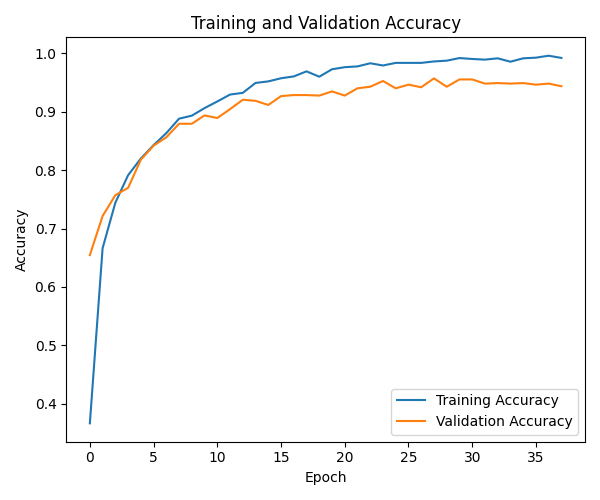 Training and Validation Accuracy
1.0
0.9
0.8
0.7
0.6
0.5
0.4
Accuracy
Training Accuracy
Validation Accuracy
0 5 10 15 20 25 30 35
Epoch